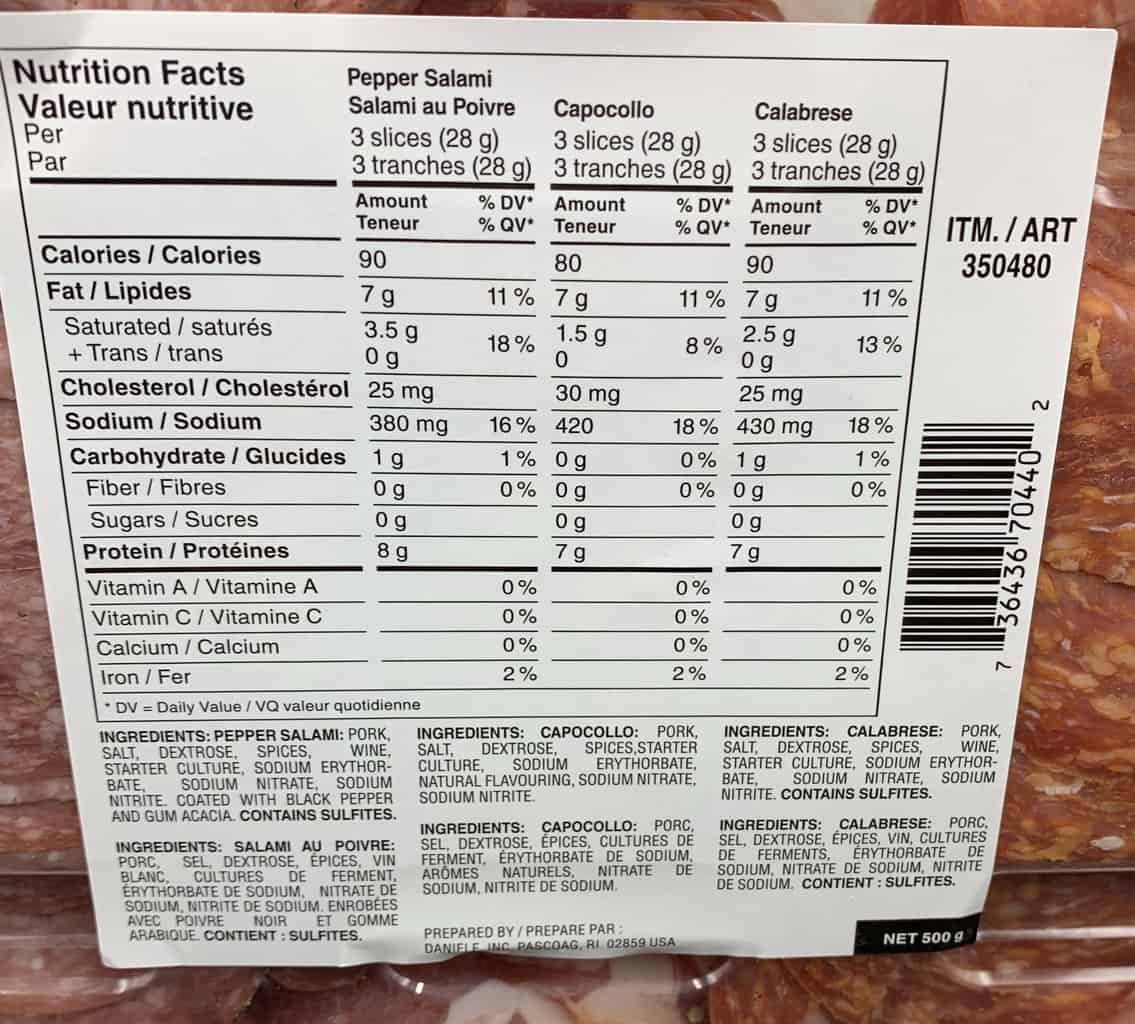 Nutrition Facts
Valeur nutritive
Per
Par
Pepper Salami
Salami au Poivre
3 slices (28 g)
3 tranches (28 g)
Capocollo
3 slices (28 g)
3 tranches (28 g)
Calabrese
3 slices (28 g)
3 tranches (28 g)
Amount % DV* Amount % DV* Amount % DV*
Teneur % QV* Teneur % QV* Teneur % QV*
Calories / Calories 90 80 90
Fat / Lipides 7 g 11 % 7 g 11 % 7 g 11 %
Saturated / saturés 3.5 g 18 % 1.5 g 8 % 2.5 g 13 %
+ Trans / trans 0 g 0 0 g
Cholesterol / Cholestérol 25 mg 30 mg 25 mg
Sodium / Sodium 380 mg 16 % 420 18 % 430 mg 18 %
Carbohydrate / Glucides 1 g 1 % 0 g 0 % 1 g 1 %
Fiber / Fibres 0 g 0 % 0 g 0 % 0 g 0 %
Sugars / Sucres 0 g 0 g 0 g
Protein / Protéines 8 g 7 g 7 g
Vitamin A / Vitamine A 0 % 0 % 0 %
Vitamin C / Vitamine C 0 % 0 % 0 %
Calcium / Calcium 0 % 0 % 0 %
Iron / Fer 2 % 2 % 2 %
* DV = Daily Value / VQ valeur quotidienne
INGREDIENTS: PEPPER SALAMI: PORK,
SALT, DEXTROSE, SPICES, WINE,
STARTER CULTURE, SODIUM ERYTHOR-
BATE, SODIUM NITRATE, SODIUM
NITRITE. COATED WITH BLACK PEPPER
AND GUM ACACIA. CONTAINS SULFITES.
INGREDIENTS: SALAMI AU POIVRE:
PORC, SEL, DEXTROSE, ÉPICES, VIN
BLANC, CULTURES DE FERMENT,
ÉRYTHORBATE DE SODIUM, NITRATE DE
SODIUM, NITRITE DE SODIUM. ENROBÉES
AVEC POIVRE NOIR ET GOMME
ARABIQUE. CONTIENT : SULFITES.
INGREDIENTS: CAPOCOLLO: PORK,
SALT, DEXTROSE, SPICES,STARTER
CULTURE, SODIUM ERYTHORBATE,
NATURAL FLAVOURING, SODIUM NITRATE,
SODIUM NITRITE.
INGREDIENTS: CAPOCOLLO: PORC,
SEL, DEXTROSE, ÉPICES, CULTURES DE
FERMENT, ÉRYTHORBATE DE SODIUM,
ARÔMES NATURELS, NITRATE DE
SODIUM, NITRITE DE SODIUM.
PREPARED BY / PREPARE PAR :
DANIELE INC. PASCOAG, RI 02859 USA
INGREDIENTS: CALABRESE: PORK,
SALT, DEXTROSE, SPICES, WINE,
STARTER CULTURE, SODIUM ERYTHOR-
BATE, SODIUM NITRATE, SODIUM
NITRITE. CONTAINS SULFITES.
INGREDIENTS: CALABRESE: PORC,
SEL, DEXTROSE, ÉPICES, VIN, CULTURES
DE FERMENTS, ÉRYTHORBATE DE
SODIUM, NITRATE DE SODIUM, NITRITE
DE SODIUM. CONTIENT : SULFITES.
NET 500 g
ITM. / ART
350480
7 36436 70440 2